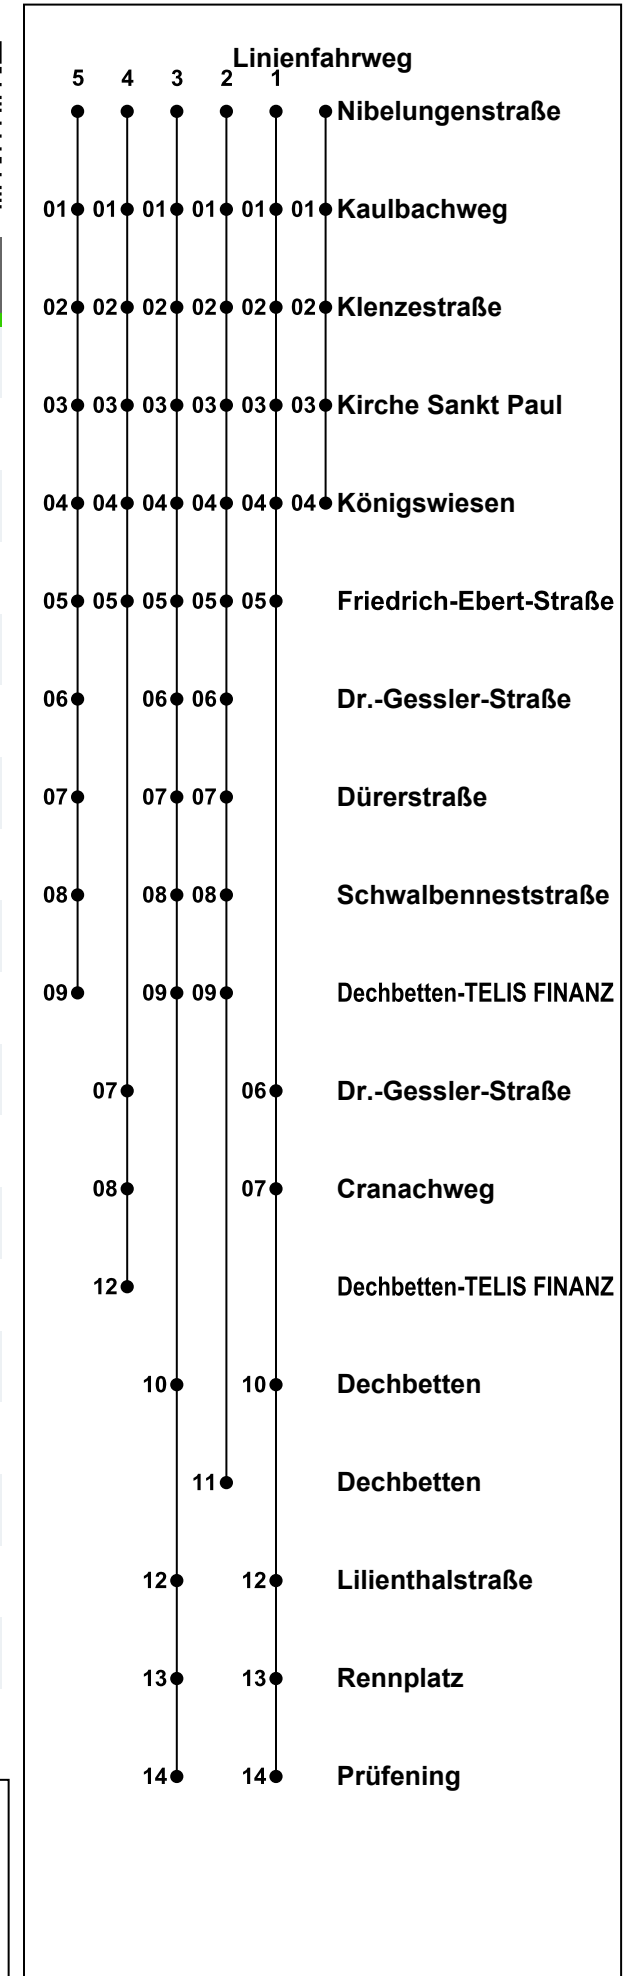 Linienfahrweg
5 4 3 2 1
Nibelungenstraße
01 01 01 01 01 01 Kaulbachweg
02 02 02 02 02 02 Klenzestraße
03 03 03 03 03 03 Kirche Sankt Paul
04 04 04 04 04 04 Königswiesen
05 05 05 05 05 Friedrich-Ebert-Straße
06 06 06 Dr.-Gessler-Straße
07 07 07 Dürerstraße
08 08 08 Schwalbenneststraße
09 09 09 Dechbetten-TELIS FINANZ
07 06 Dr.-Gessler-Straße
08 07 Cranachweg
12 Dechbetten-TELIS FINANZ
10 10 Dechbetten
11 Dechbetten
12 12 Lilienthalstraße
13 13 Rennplatz
14 14 Prüfening